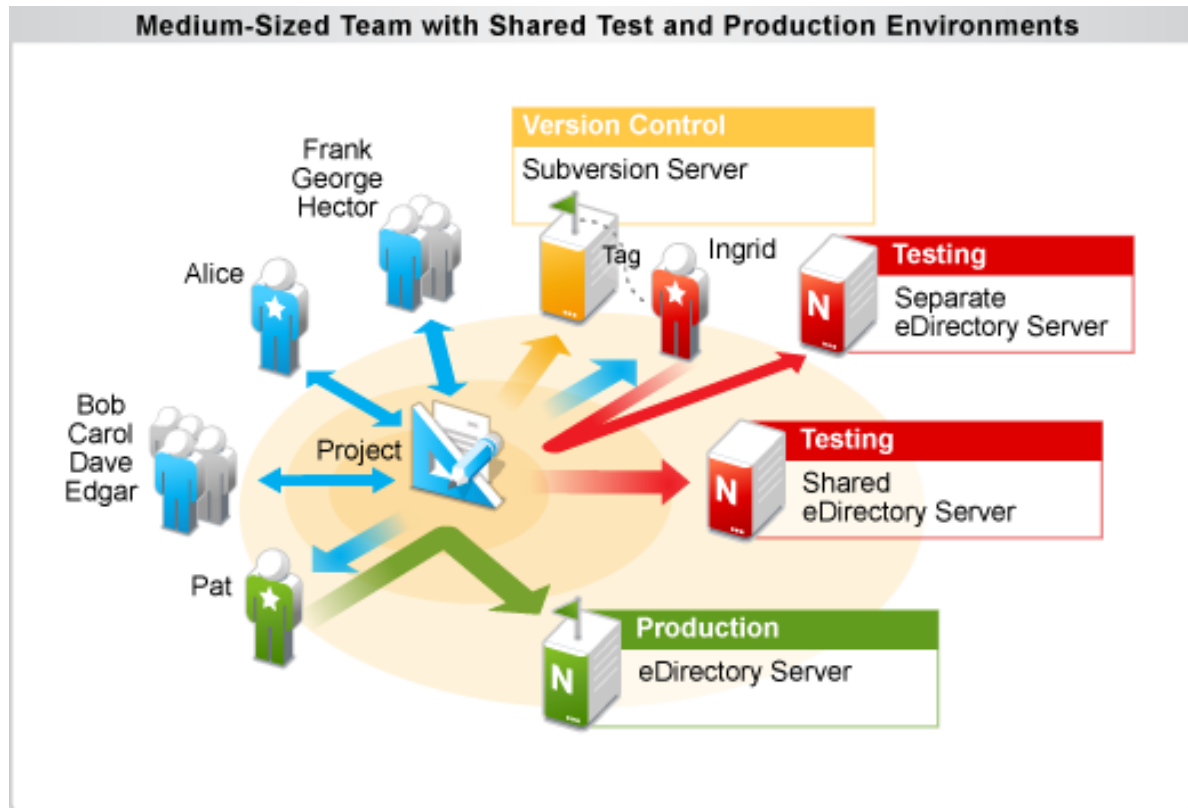 Medium-Sized Team with Shared Test and Production Environments
Version Control
Subversion Server
Frank
George
Hector
Tag
Ingrid
Alice
Testing
Separate
eDirectory Server
N
Bob
Carol
Dave
Edgar
Project
Testing
Shared
eDirectory Server
N
Pat
Production
eDirectory Server
N